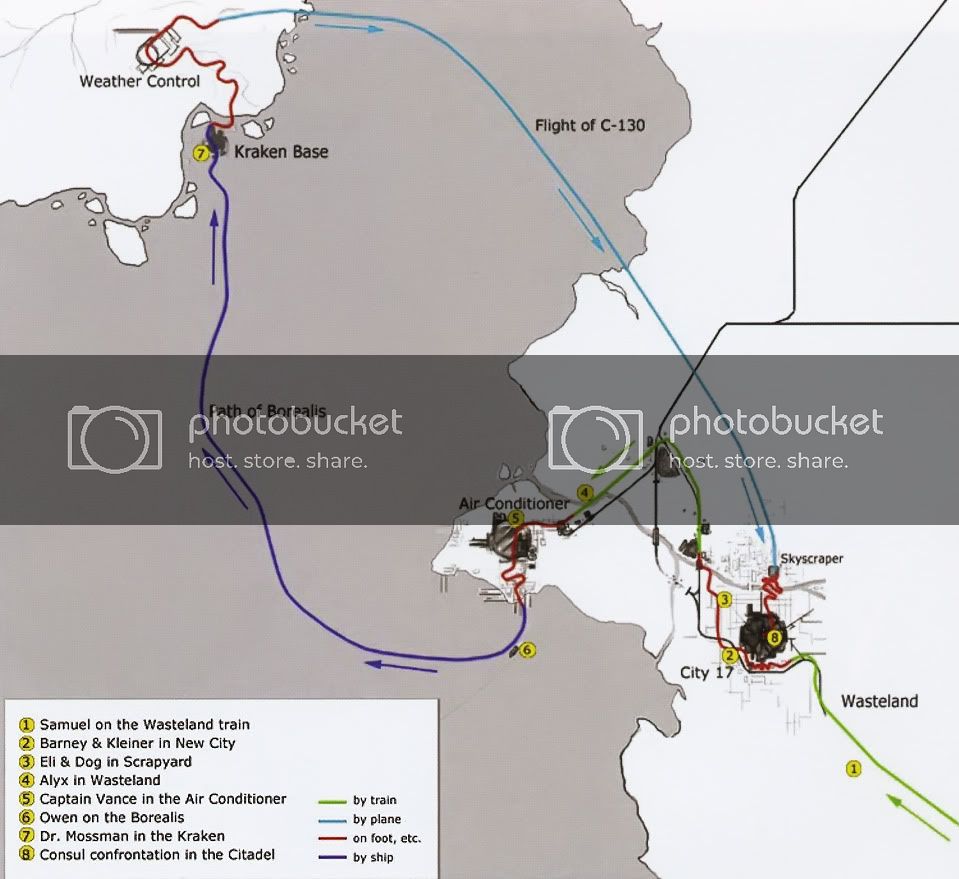 Weather Control
Flight of C-130
7
Kraken Base
Path of Borealis
photobucket
host. store. share.
photobucket
host. store. share.
4
Air Conditioner
5
Skyscraper
3
8
6
2
City 17
Wasteland
1
1 Samuel on the Wasteland train
2 Barney & Kleiner in New City
3 Eli & Dog in Scrapyard
4 Alyx in Wasteland
5 Captain Vance in the Air Conditioner
6 Owen on the Borealis
7 Dr. Mossman in the Kraken
8 Consul confrontation in the Citadel
by train
by plane
on foot, etc.
by ship